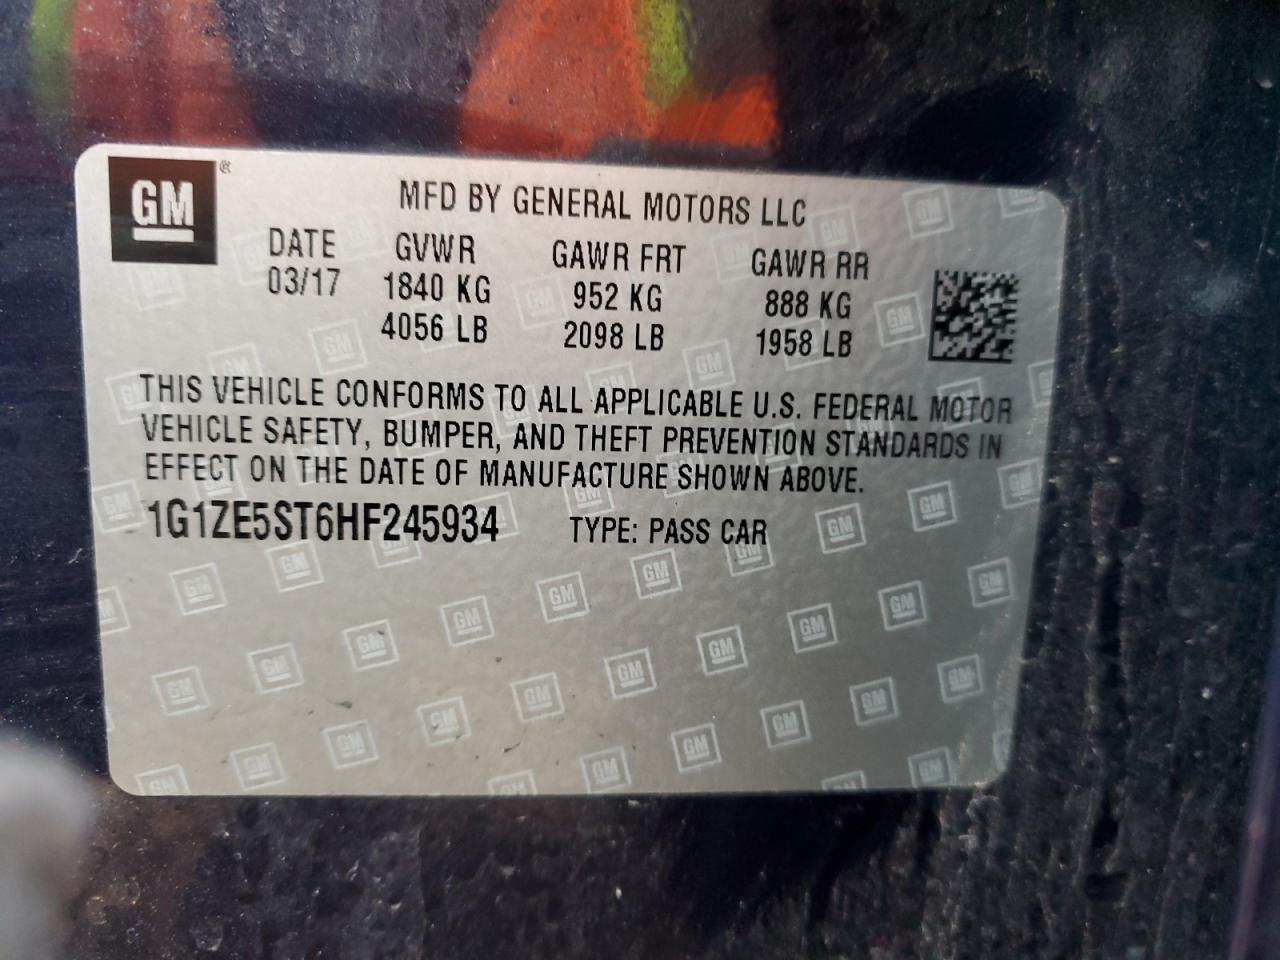 GM ®
MFD BY GENERAL MOTORS LLC
DATE GVWR GAWR FRT GAWR RR
03/17 1840 KG 952 KG 888 KG
4056 LB 2098 LB 1958 LB
THIS VEHICLE CONFORMS TO ALL APPLICABLE U.S. FEDERAL MOTOR
VEHICLE SAFETY, BUMPER, AND THEFT PREVENTION STANDARDS IN
EFFECT ON THE DATE OF MANUFACTURE SHOWN ABOVE.
1G1ZE5ST6HF245934 TYPE: PASS CAR